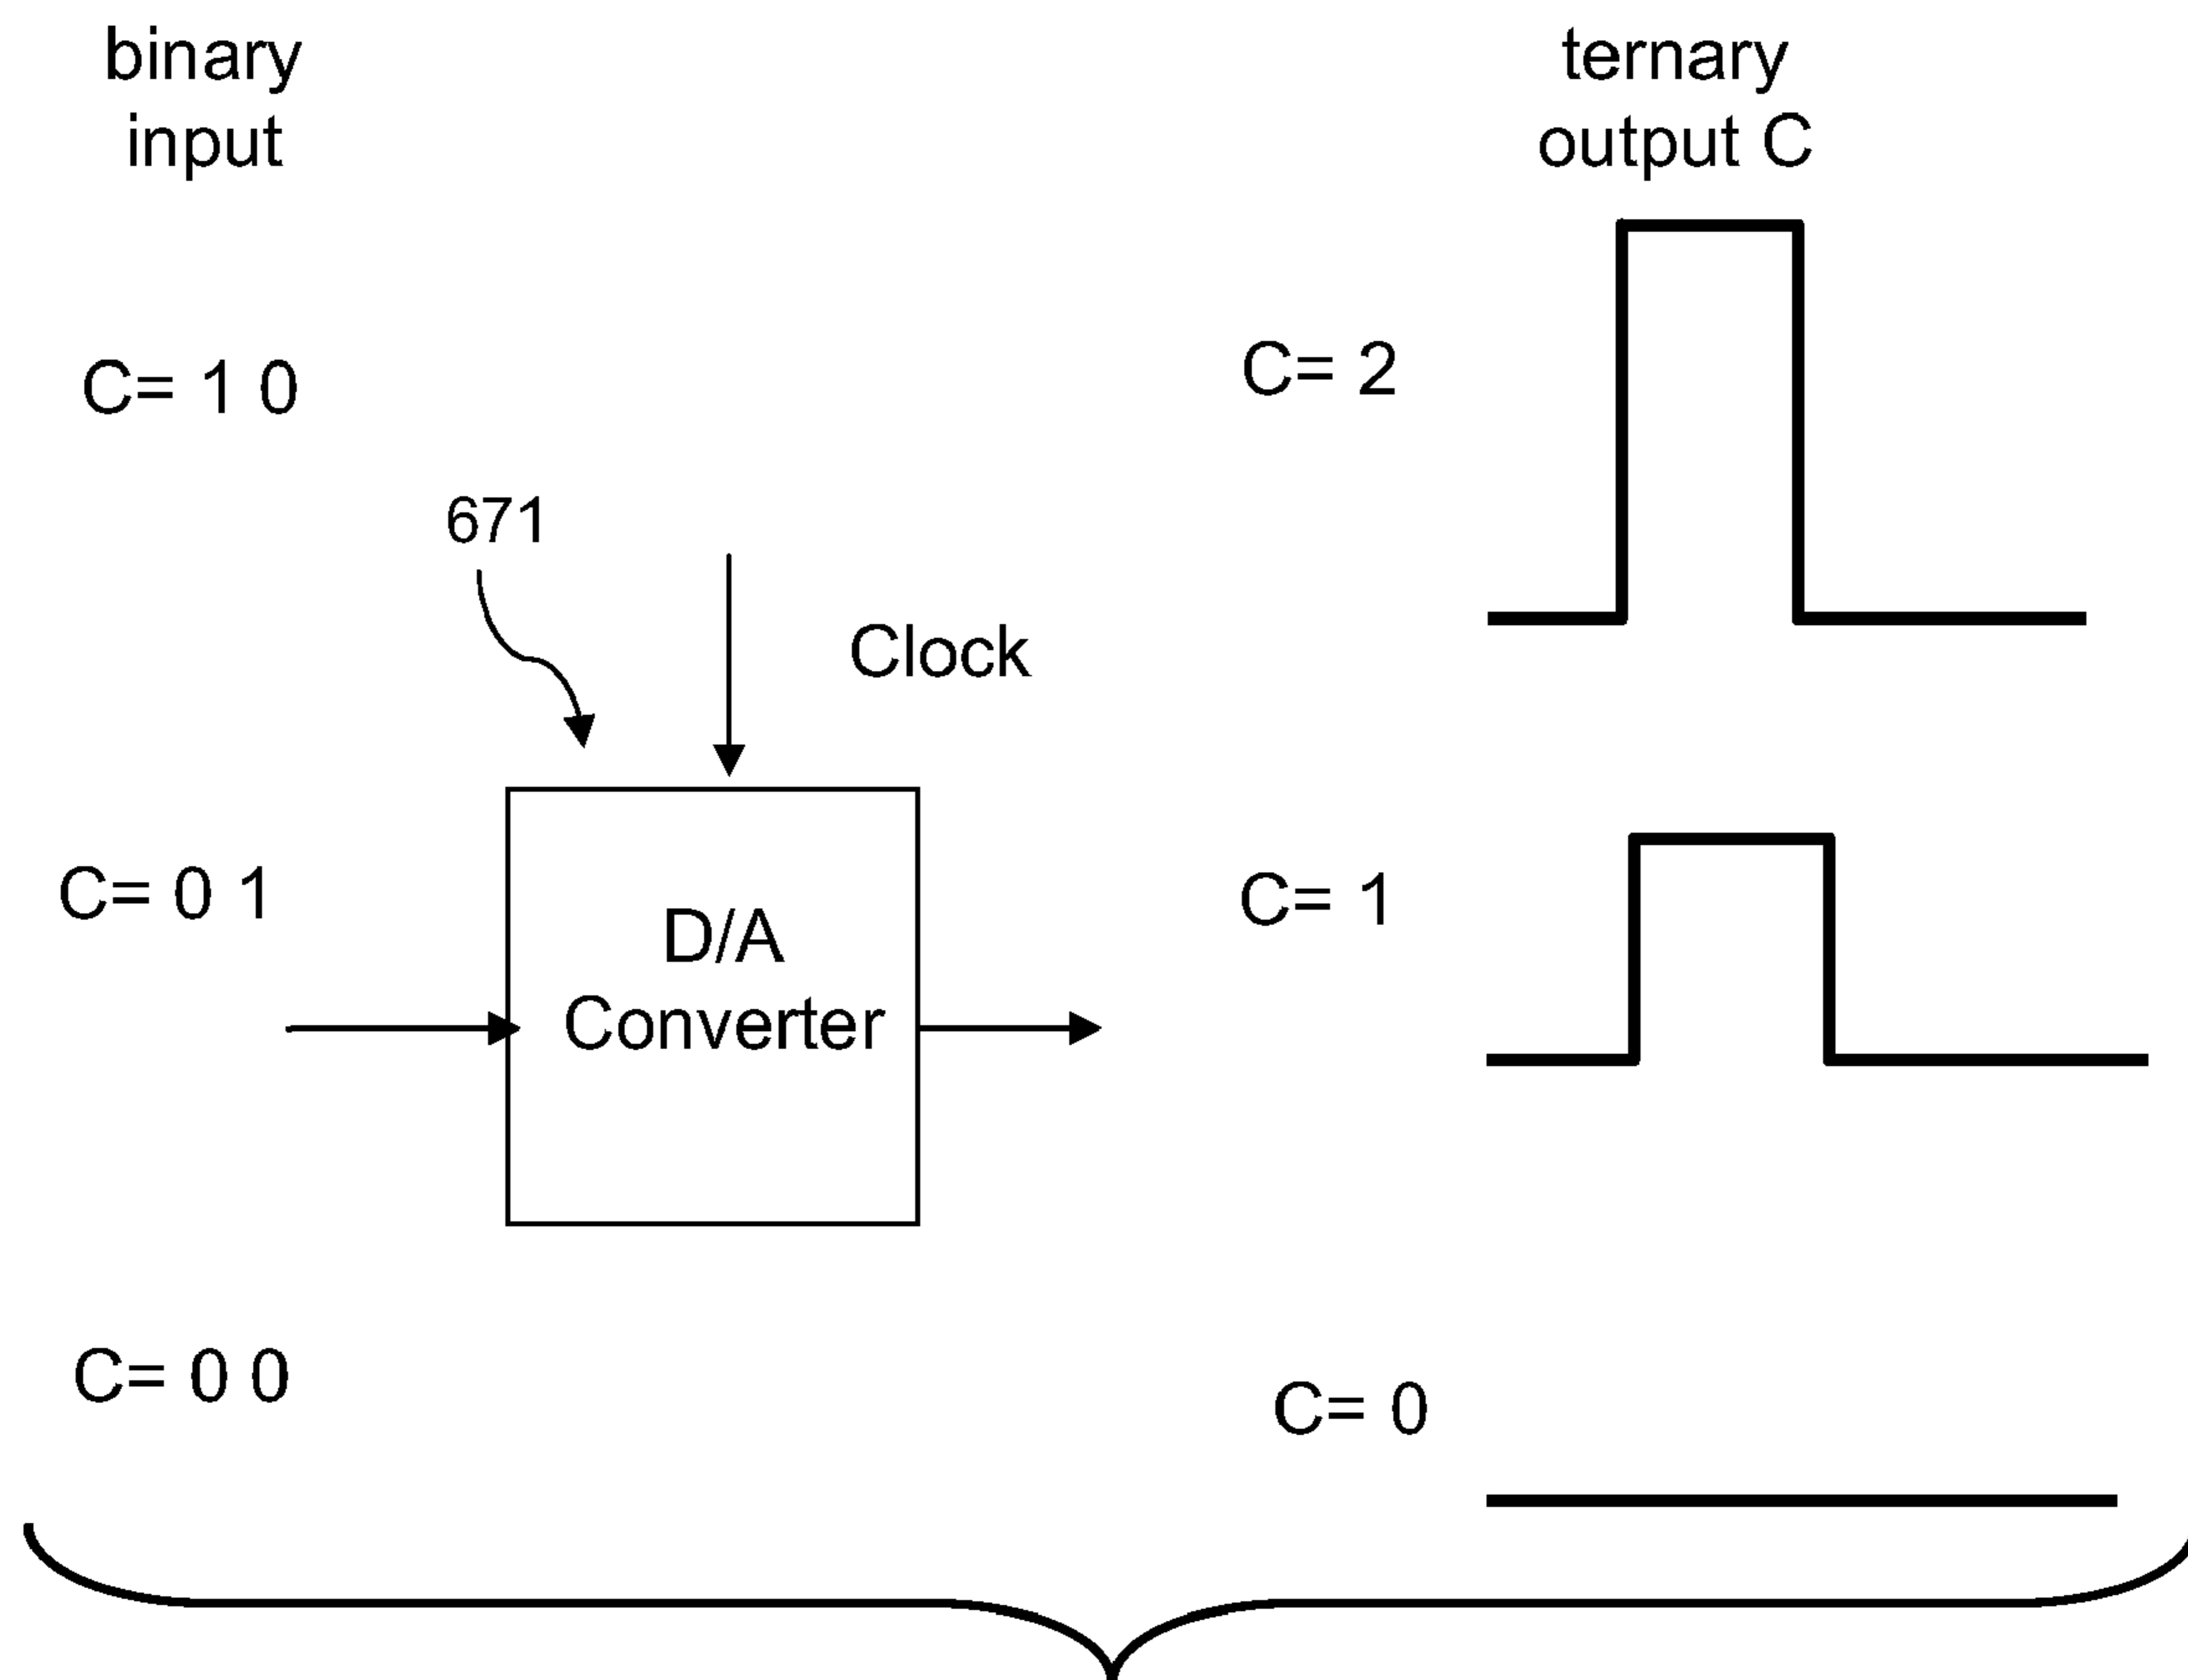 binary
input
ternary
output C
C= 1 0
C= 2
671
Clock
C= 0 1
D/A
Converter
C= 1
C= 0 0
C= 0